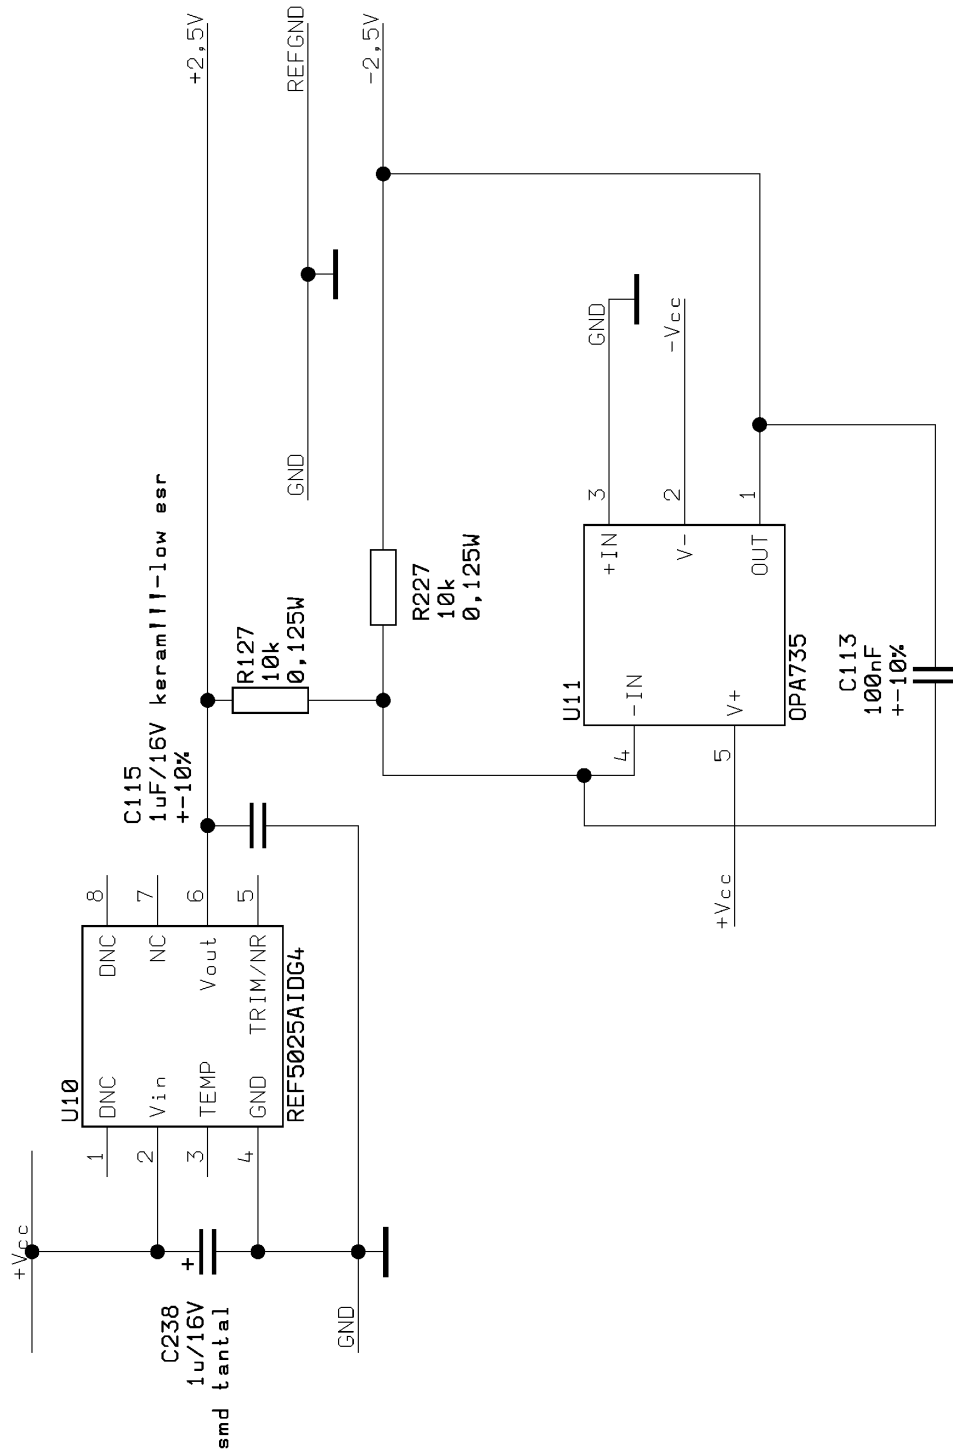 +Vcc
C238
1u/16V
smd tantal
GND
U10
1
DNC
2
Vin
3
TEMP
4
GND
DNC
8
NC
7
Vout
6
TRIM/NR
5
REF5025AIDG4
C115
1uF/16V keram!!!!-low esr
+-10%
R127
10k
0,125W
R227
10k
0,125W
GND
+2,5V
REFGND
-2,5V
U11
4
-IN
5
V+
+IN
3
V-
2
OUT
1
OPA735
GND
-Vcc
+Vcc
C113
100nF
+-10%